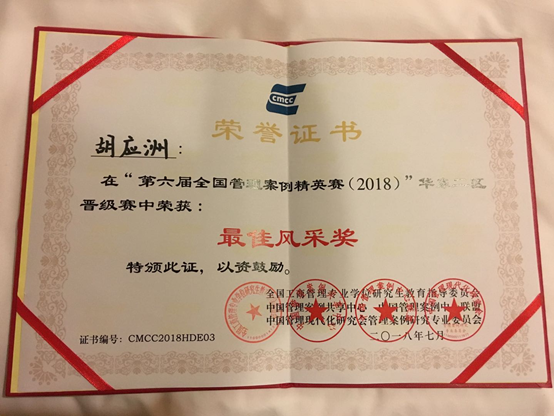 cmcc
荣誉证书
胡应洲：
在“第六届全国管理案例精英赛（2018）”华东 区
晋级赛中荣获：
最佳风采奖
特颁此证，以资鼓励。
全国工商管理专业学位研究生教育指导委员会
中国管理案例共享中心 中国管理案例中心联盟
中国管理现代化研究会管理案例研究专业委员会
证书编号：CMCC2018HDE03
二〇一八年七月